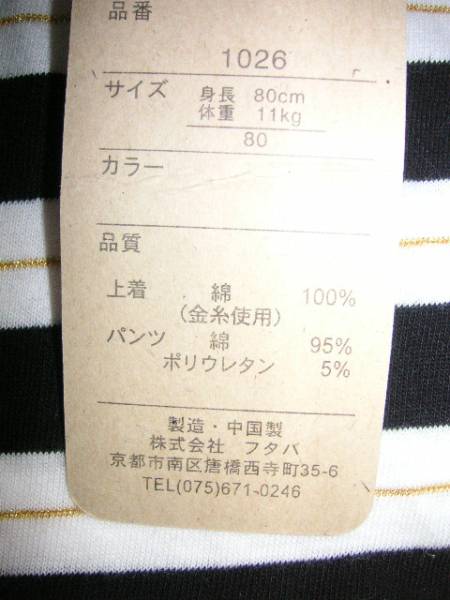 品番
1026
サイズ 身長 80cm
体重 11kg
80
カラー
品質
上着 綿 100%
(金糸使用)
パンツ 綿 95%
ポリウレタン 5%
製造・中国製
株式会社 フタバ
京都市南区唐橋西寺町35-6
TEL(075)671-0246